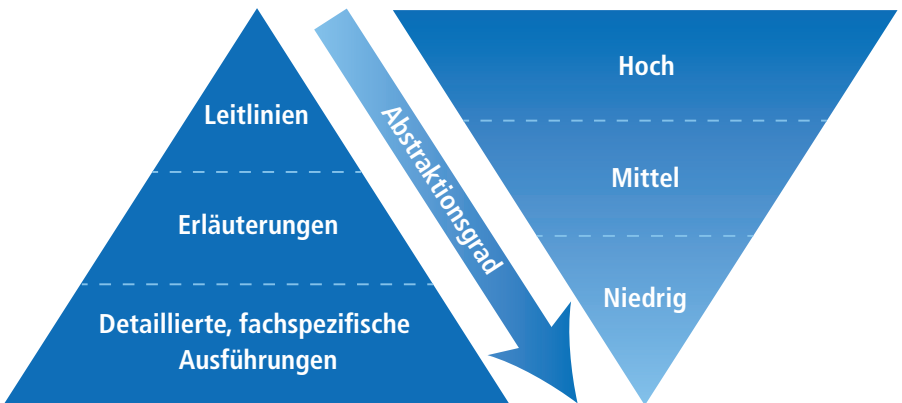 Leitlinien
Erläuterungen
Detaillierte, fachspezifische
Ausführungen
Abstraktionsgrad
Hoch
Mittel
Niedrig